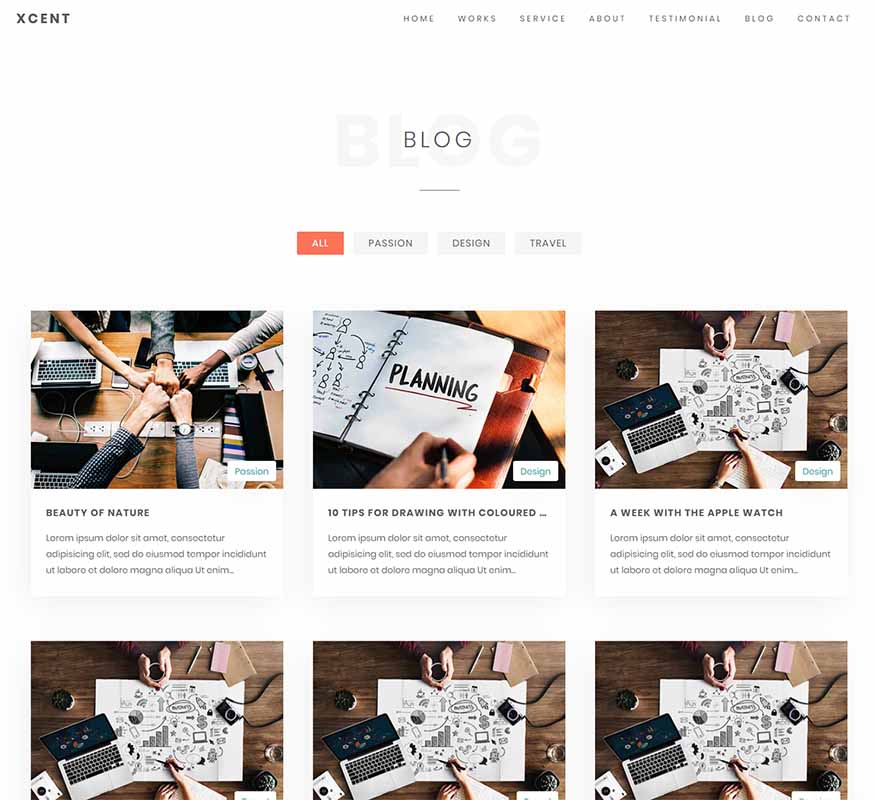 XCENT
HOME WORKS SERVICE ABOUT TESTIMONIAL BLOG CONTACT
BLOG
BLOG
ALL PASSION DESIGN TRAVEL
PLANNING
Passion
Design
Design
BEAUTY OF NATURE
Lorem ipsum dolor sit amet, consectetur
adipisicing elit, sed do eiusmod tempor incididunt
ut labore et dolore magna aliqua Ut enim...
10 TIPS FOR DRAWING WITH COLOURED ...
Lorem ipsum dolor sit amet, consectetur
adipisicing elit, sed do eiusmod tempor incididunt
ut labore et dolore magna aliqua Ut enim...
A WEEK WITH THE APPLE WATCH
Lorem ipsum dolor sit amet, consectetur
adipisicing elit, sed do eiusmod tempor incididunt
ut labore et dolore magna aliqua Ut enim...